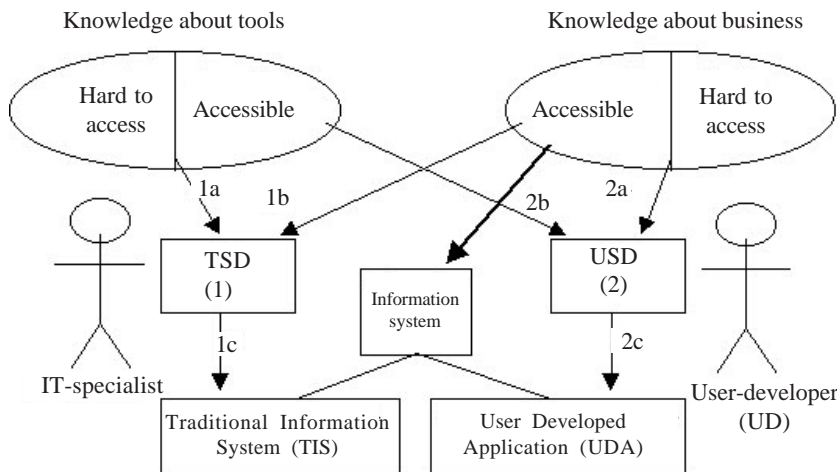 Knowledge about tools
Knowledge about business
Hard to
access
Accessible
Accessible
Hard to
access
1a
1b
2b
2a
TSD
(1)
USD
(2)
Information
system
1c
2c
IT-specialist
User-developer
(UD)
Traditional Information
System (TIS)
User Developed
Application (UDA)